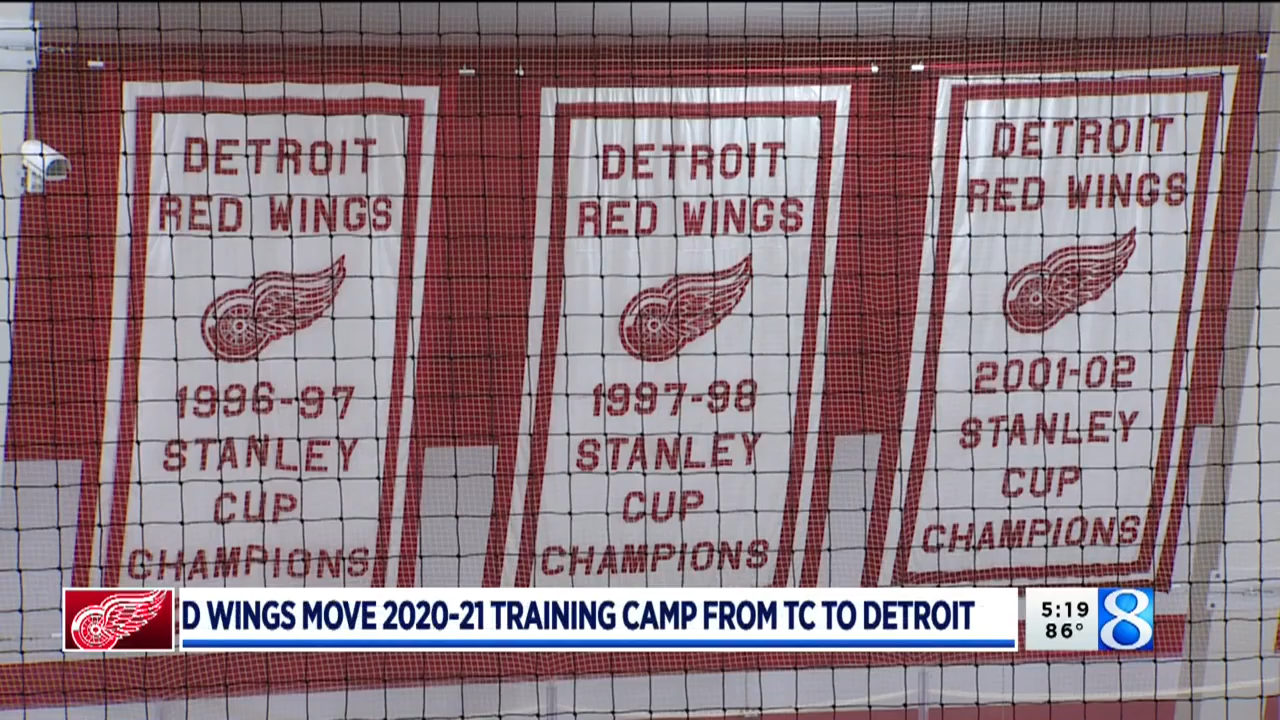 DETROIT
RED WINGS
1996-97
STANLEY
CUP
CHAMPIONS
DETROIT
RED WINGS
1997-98
STANLEY
CUP
CHAMPIONS
DETROIT
RED WINGS
2001-02
STANLEY
CUP
CHAMPIONS
D WINGS MOVE 2020-21 TRAINING CAMP FROM TC TO DETROIT
5:19
86°
8